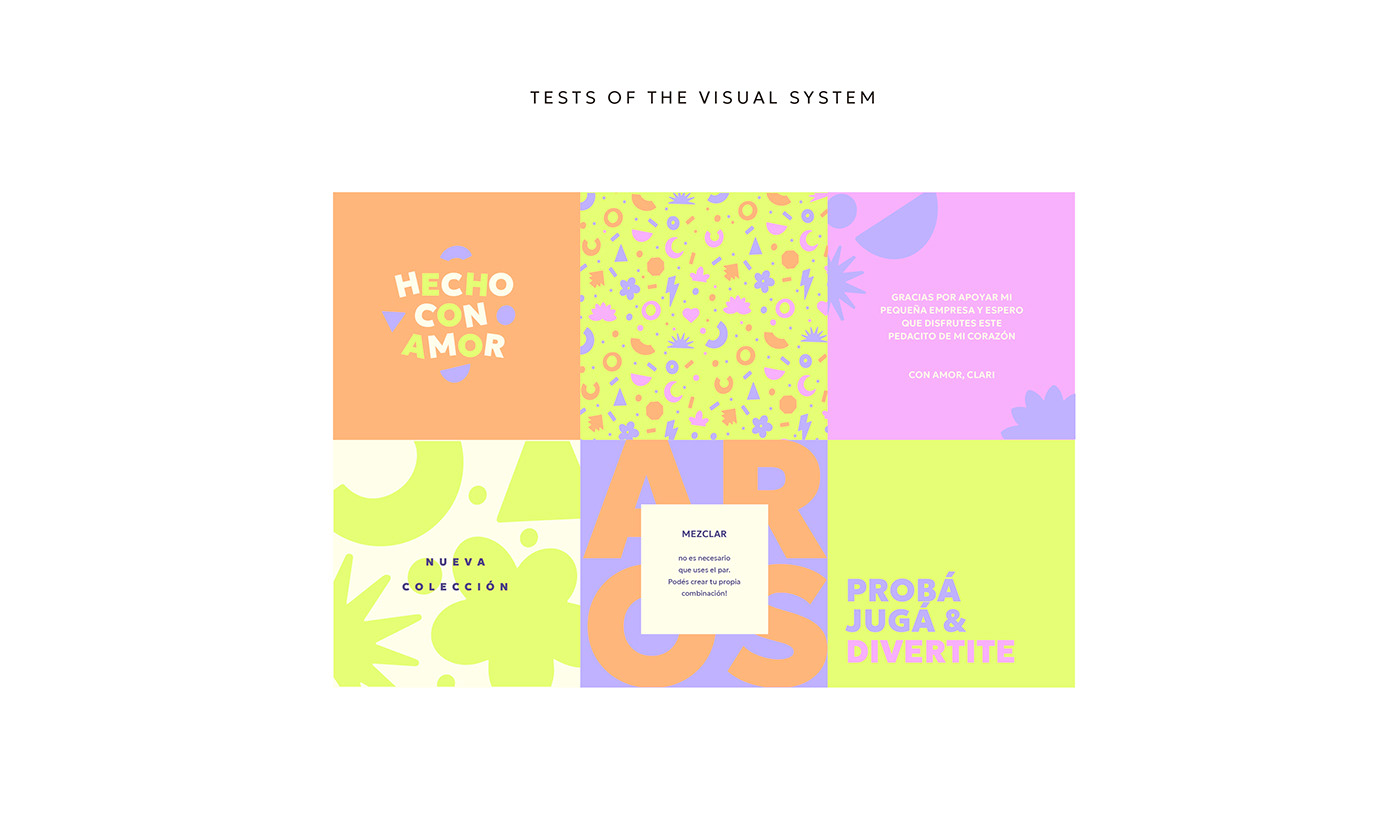 TESTS OF THE VISUAL SYSTEM
HECHO
CON
AMOR
GRACIAS POR APOYAR MI
PEQUEÑA EMPRESA Y ESPERO
QUE DISFRUTES ESTE
PEDACITO DE MI CORAZÓN
CON AMOR, CLARI
NUEVA
COLECCIÓN
AR
OS
MEZCLAR
no es necesario
que uses el par.
Podés crear tu propia
combinación!
PROBÁ
JUGÁ &
DIVERTITE